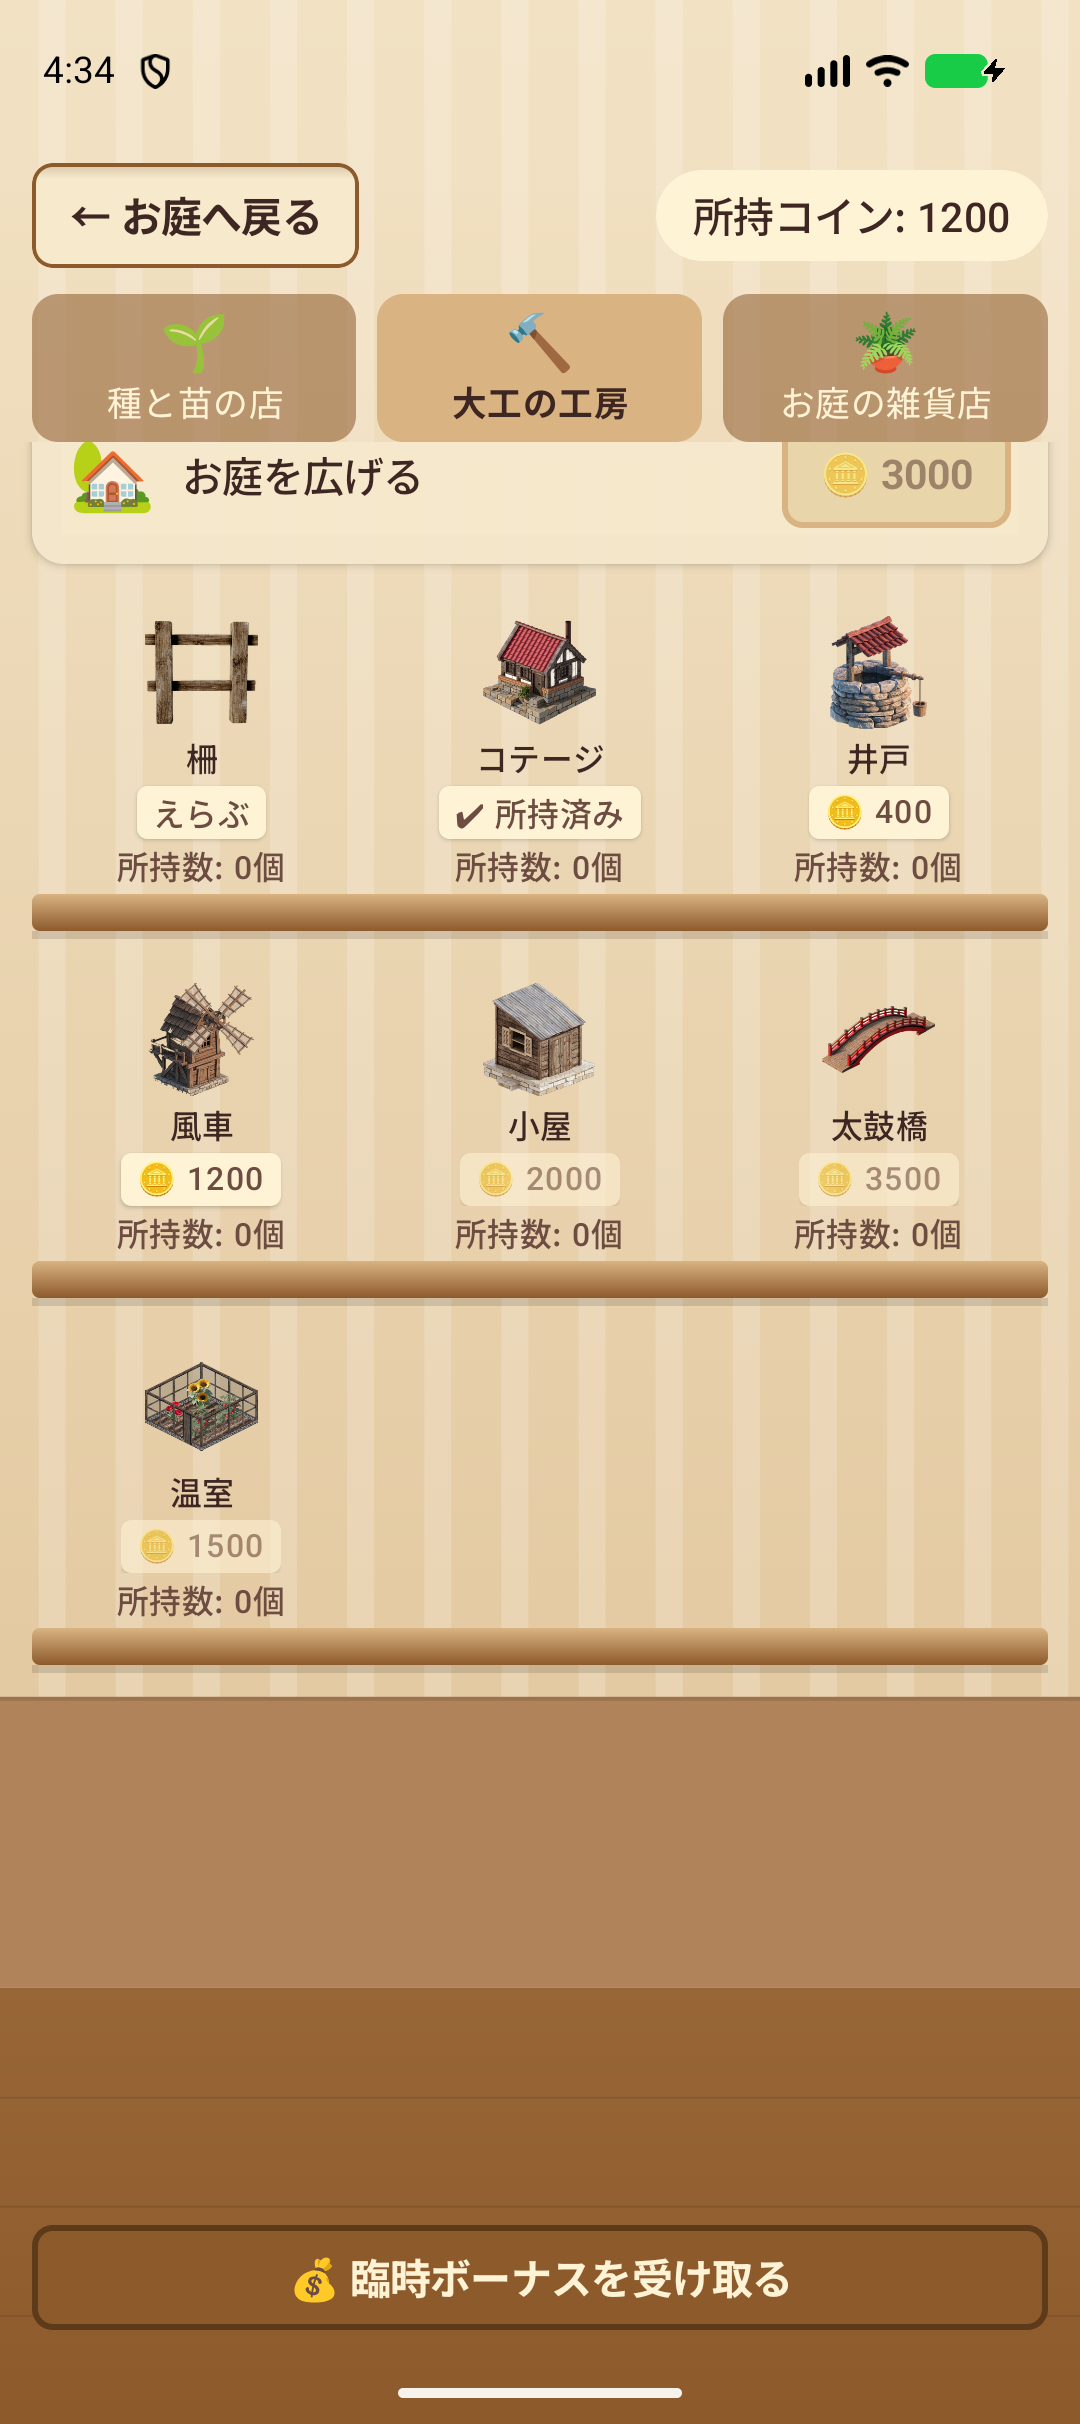 4:34
← お庭へ戻る
所持コイン: 1200
種と苗の店
大工の工房
お庭の雑貨店
お庭を広げる
3000
柵
コテージ
井戸
えらぶ
✔ 所持済み
400
所持数: 0個
所持数: 0個
所持数: 0個
風車
小屋
太鼓橋
1200
2000
3500
所持数: 0個
所持数: 0個
所持数: 0個
温室
1500
所持数: 0個
臨時ボーナスを受け取る